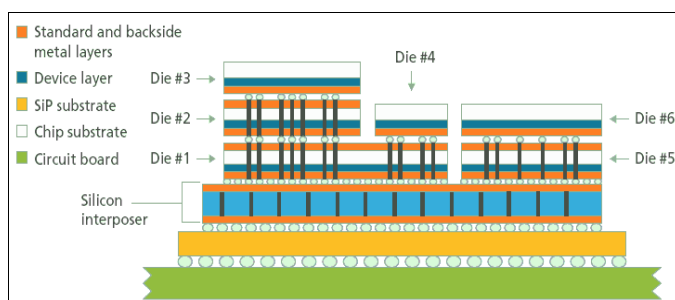 Standard and backside
metal layers
Device layer
SiP substrate
Chip substrate
Circuit board
Die #4
Die #3
Die #2
Die #1
Die #6
Die #5
Silicon
interposer